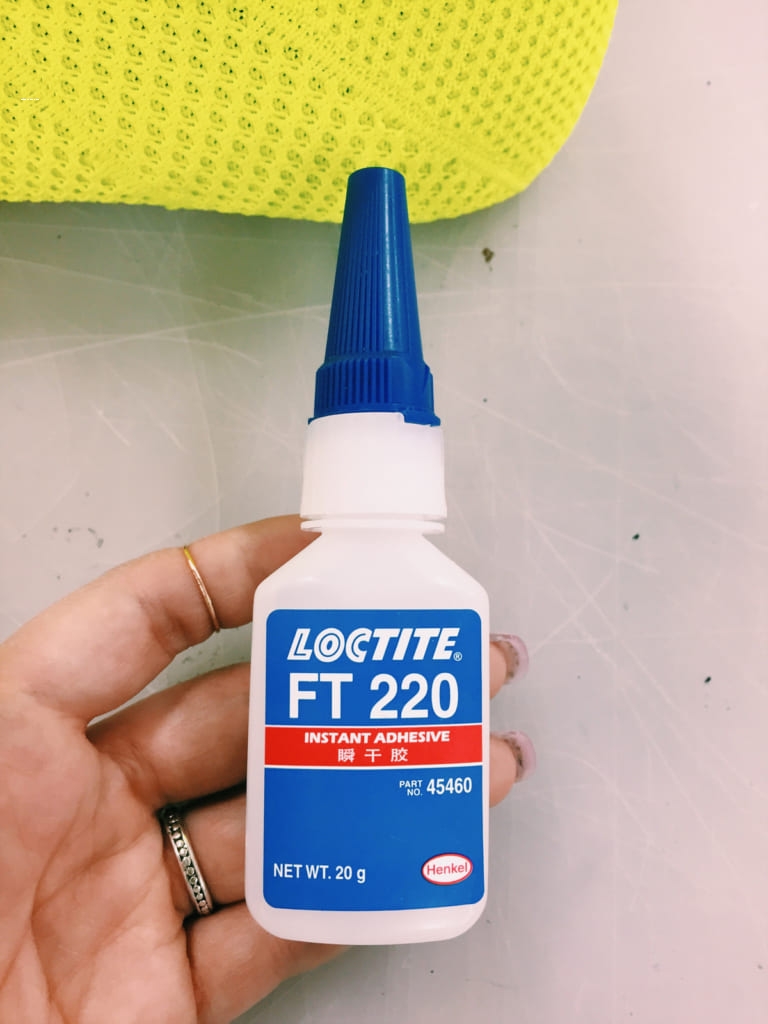 LOCTITE®
FT 220
INSTANT ADHESIVE
瞬干胶
PART NO. 45460
NET WT. 20 g
Henkel